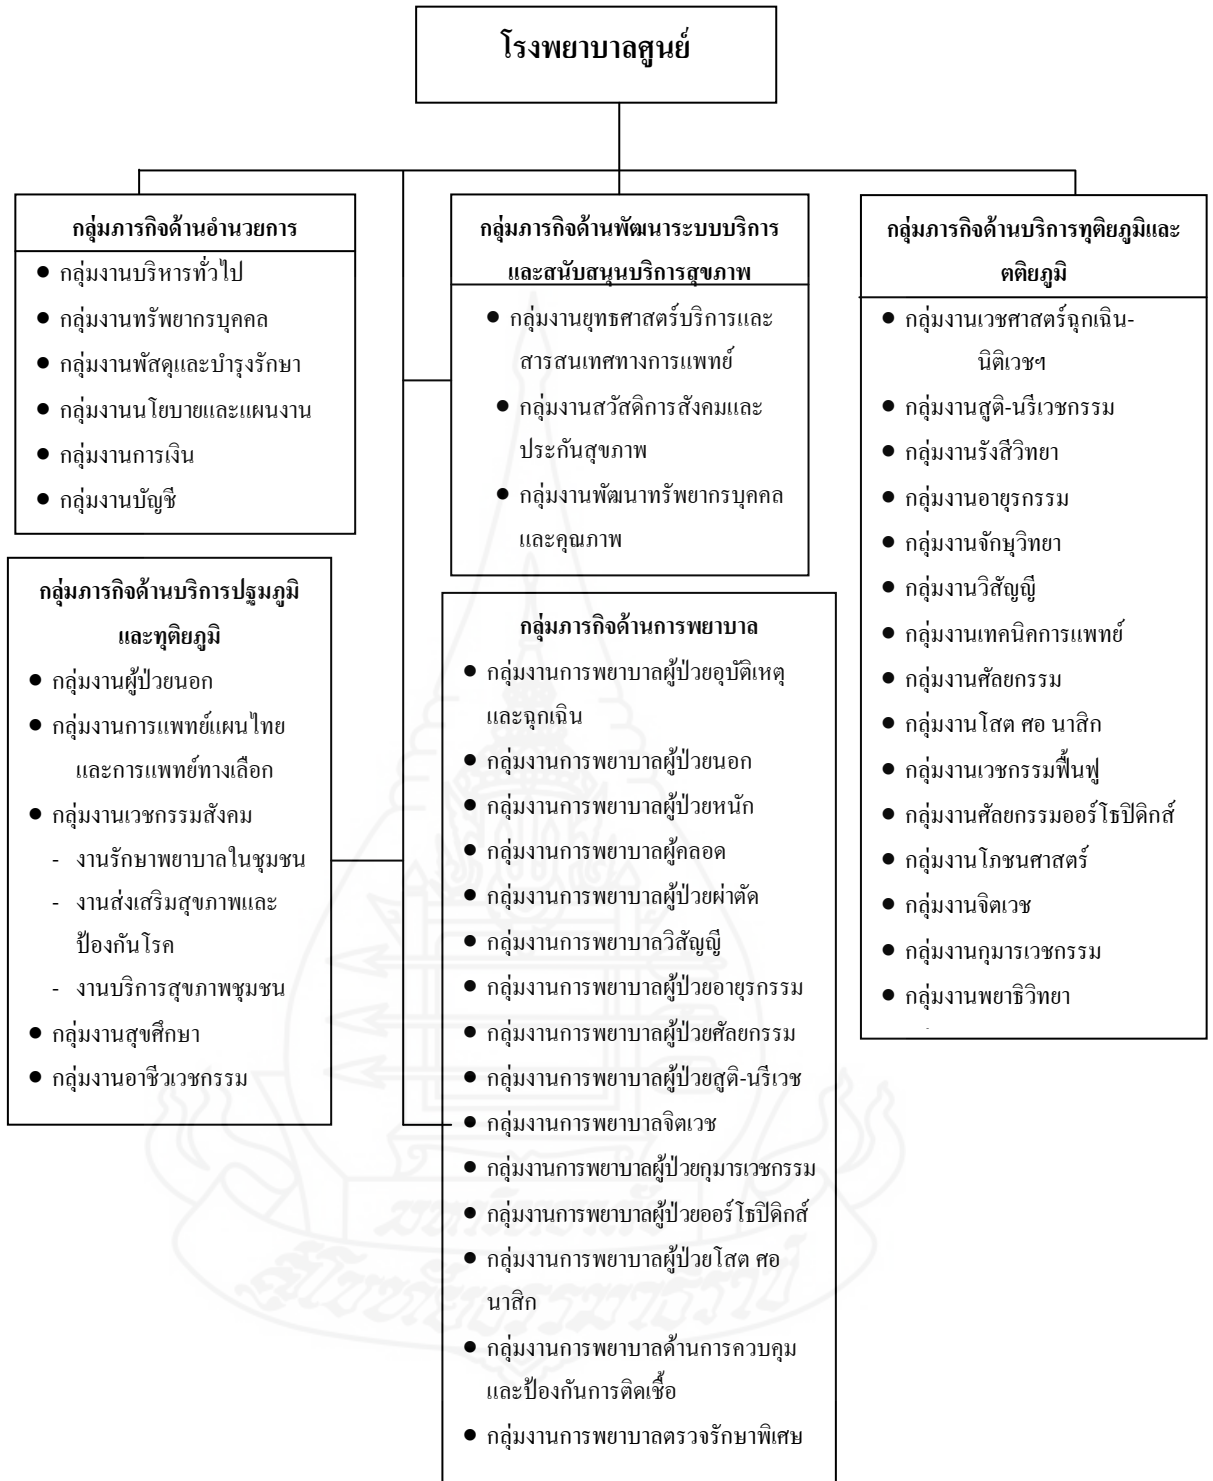 โรงพยาบาลศูนย์
กลุ่มภารกิจด้านอำนวยการ
● กลุ่มงานบริหารทั่วไป
● กลุ่มงานทรัพยากรบุคคล
● กลุ่มงานพัสดุและบำรุงรักษา
● กลุ่มงานนโยบายและแผนงาน
● กลุ่มงานการเงิน
● กลุ่มงานบัญชี
กลุ่มภารกิจด้านพัฒนาระบบบริการ
และสนับสนุนบริการสุขภาพ
● กลุ่มงานยุทธศาสตร์บริการและ
สารสนเทศทางการแพทย์
● กลุ่มงานสวัสดิการสังคมและ
ประกันสุขภาพ
● กลุ่มงานพัฒนาทรัพยากรบุคคล
และคุณภาพ
กลุ่มภารกิจด้านบริการทุติยภูมิและ
ตติยภูมิ
● กลุ่มงานเวชศาสตร์ฉุกเฉิน-
นิติเวชฯ
● กลุ่มงานสูติ-นรีเวชกรรม
● กลุ่มงานรังสีวิทยา
● กลุ่มงานอายุรกรรม
● กลุ่มงานจักษุวิทยา
● กลุ่มงานวิสัญญี
● กลุ่มงานเทคนิคการแพทย์
● กลุ่มงานศัลยกรรม
● กลุ่มงานโสต ศอ นาสิก
● กลุ่มงานเวชกรรมฟื้นฟู
● กลุ่มงานศัลยกรรมออร์โธปิดิกส์
● กลุ่มงานโภชนศาสตร์
● กลุ่มงานจิตเวช
● กลุ่มงานกุมารเวชกรรม
● กลุ่มงานพยาธิวิทยา
กลุ่มภารกิจด้านบริการปฐมภูมิ
และทุติยภูมิ
● กลุ่มงานผู้ป่วยนอก
● กลุ่มงานการแพทย์แผนไทย
และการแพทย์ทางเลือก
● กลุ่มงานเวชกรรมสังคม
- งานรักษาพยาบาลในชุมชน
- งานส่งเสริมสุขภาพและ
ป้องกันโรค
- งานบริการสุขภาพชุมชน
● กลุ่มงานสุขศึกษา
● กลุ่มงานอาชีวเวชกรรม
กลุ่มภารกิจด้านการพยาบาล
● กลุ่มงานการพยาบาลผู้ป่วยอุบัติเหตุ
และฉุกเฉิน
● กลุ่มงานการพยาบาลผู้ป่วยนอก
● กลุ่มงานการพยาบาลผู้ป่วยหนัก
● กลุ่มงานการพยาบาลผู้คลอด
● กลุ่มงานการพยาบาลผู้ป่วยผ่าตัด
● กลุ่มงานการพยาบาลวิสัญญี
● กลุ่มงานการพยาบาลผู้ป่วยอายุรกรรม
● กลุ่มงานการพยาบาลผู้ป่วยศัลยกรรม
● กลุ่มงานการพยาบาลผู้ป่วยสูติ-นรีเวช
● กลุ่มงานการพยาบาลจิตเวช
● กลุ่มงานการพยาบาลผู้ป่วยกุมารเวชกรรม
● กลุ่มงานการพยาบาลผู้ป่วยออร์โธปิดิกส์
● กลุ่มงานการพยาบาลผู้ป่วยโสต ศอ
นาสิก
● กลุ่มงานการพยาบาลด้านการควบคุม
และป้องกันการติดเชื้อ
● กลุ่มงานการพยาบาลตรวจรักษาพิเศษ
มหาวิทยาลัย
สุโขทัยธรรมาธิราช